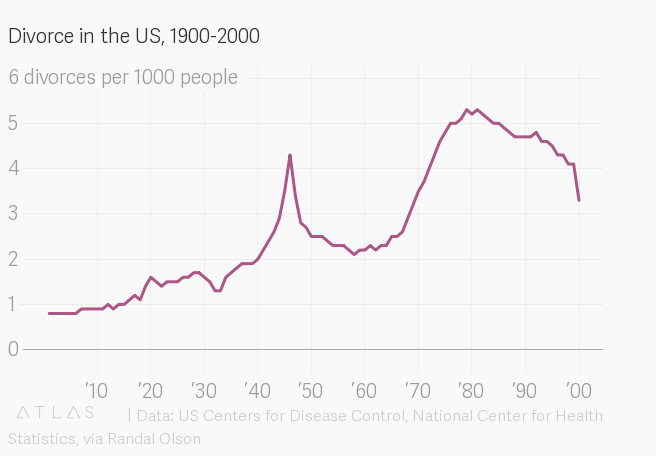 Divorce in the US, 1900-2000
6 divorces per 1000 people
5
4
3
2
1
0
’10 ’20 ’30 ’40 ’50 ’60 ’70 ’80 ’90 ’00
ATLAS | Data: US Centers for Disease Control, National Center for Health
Statistics, via Randal Olson